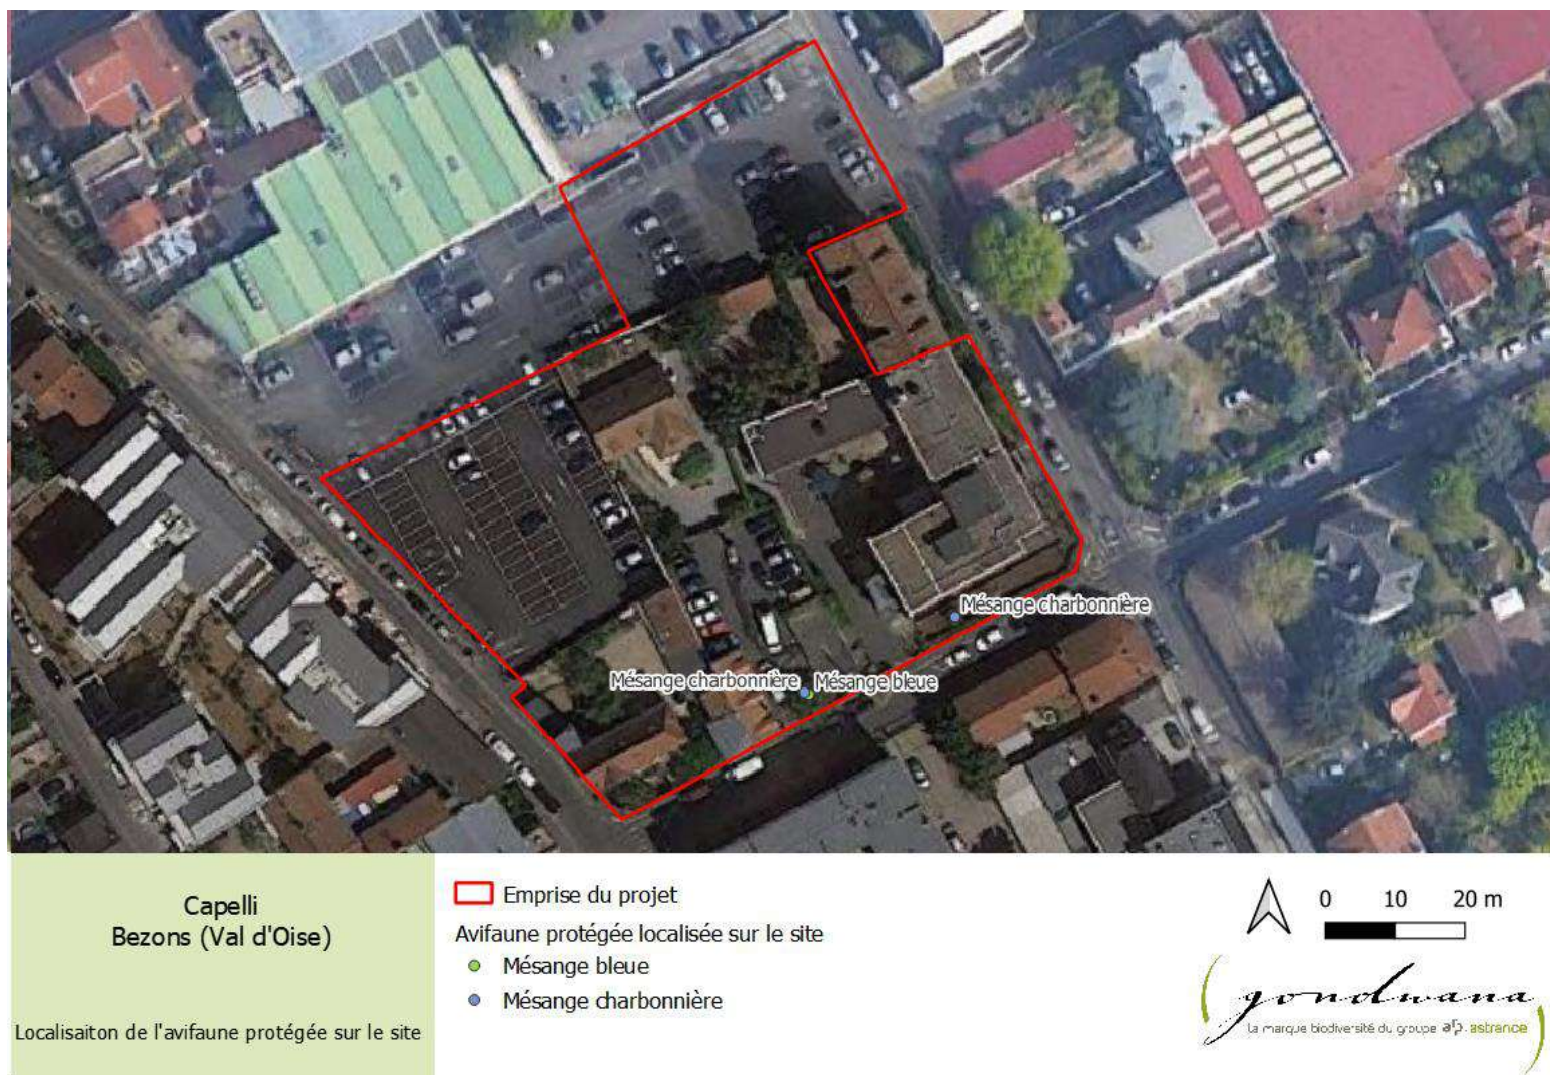 Mésange charbonnière
Mésange charbonnière
Mésange bleue
Capelli
Bezons (Val d'Oise)
Localisaiton de l'avifaune protégée sur le site
Emprise du projet
Avifaune protégée localisée sur le site
Mésange bleue
Mésange charbonnière
0 10 20 m
gondwana
la marque biodiversité du groupe arp. astrance